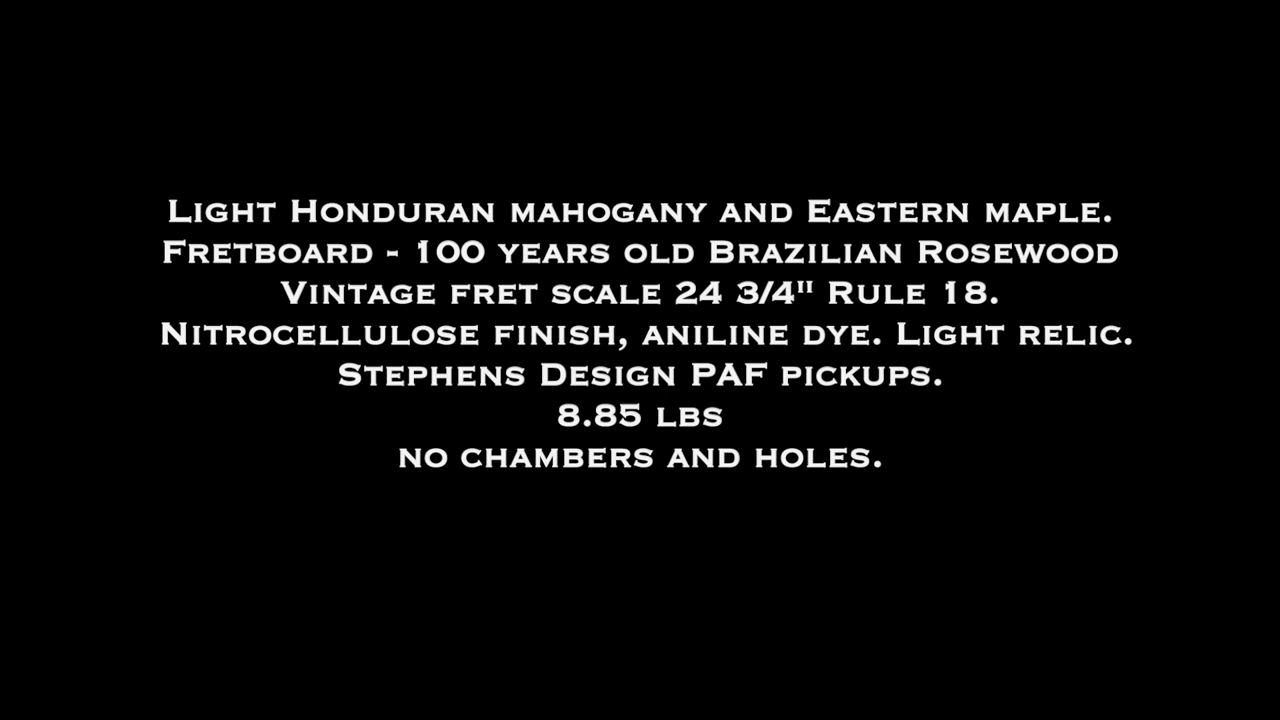 Light Honduran mahogany and Eastern maple.
Fretboard - 100 years old Brazilian Rosewood
Vintage fret scale 24 3/4" Rule 18.
Nitrocellulose finish, aniline dye. Light relic.
Stephens Design PAF pickups.
8.85 lbs
no chambers and holes.